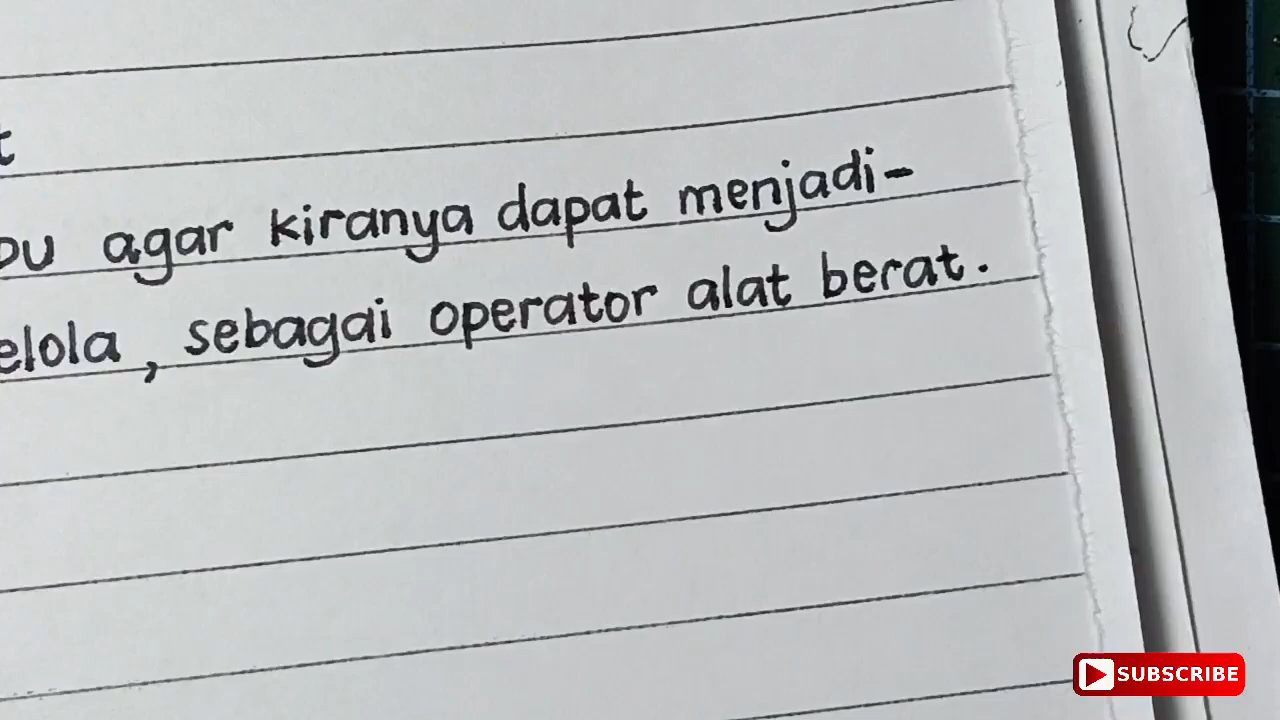 agar kiranya dapat menjadi-
elola, sebagai operator alat berat.
SUBSCRIBE